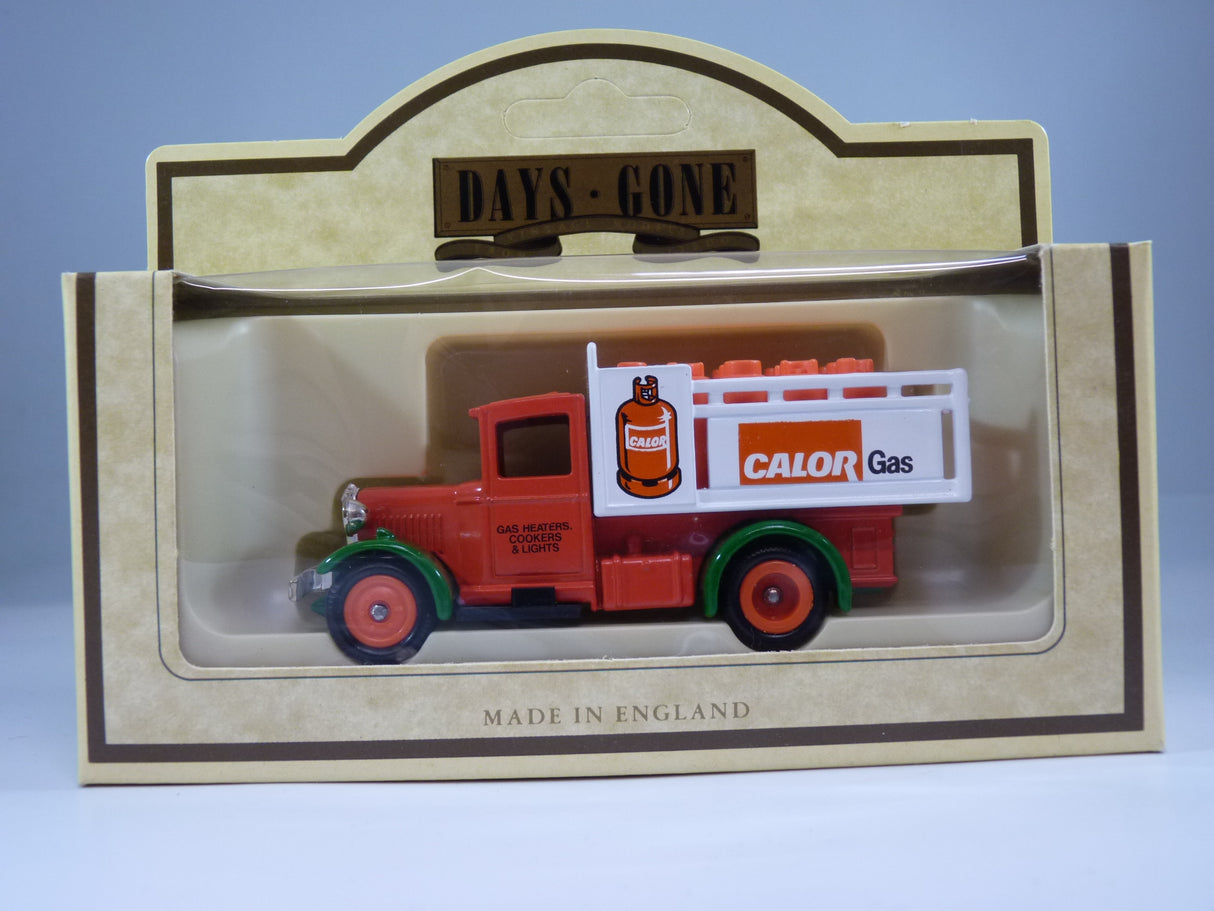 DAYS · GONE
CALOR
CALOR Gas
GAS HEATERS,
COOKERS
& LIGHTS
MADE IN ENGLAND